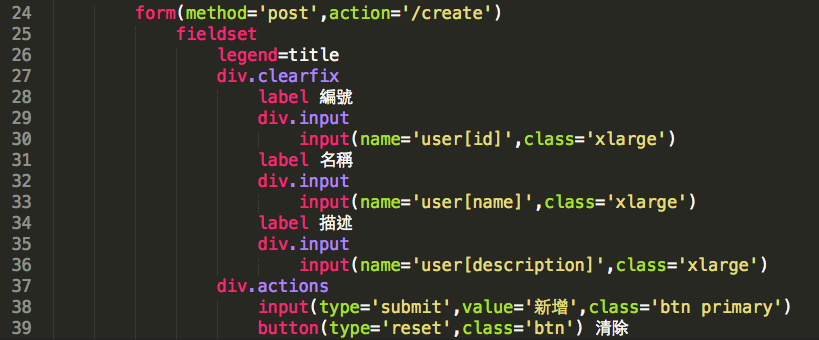 24 form(method='post',action='/create')
25 fieldset
26 legend=title
27 div.clearfix
28 label 編號
29 div.input
30 input(name='user[id]',class='xlarge')
31 label 名稱
32 div.input
33 input(name='user[name]',class='xlarge')
34 label 描述
35 div.input
36 input(name='user[description]',class='xlarge')
37 div.actions
38 input(type='submit',value='新增',class='btn primary')
39 button(type='reset',class='btn') 清除